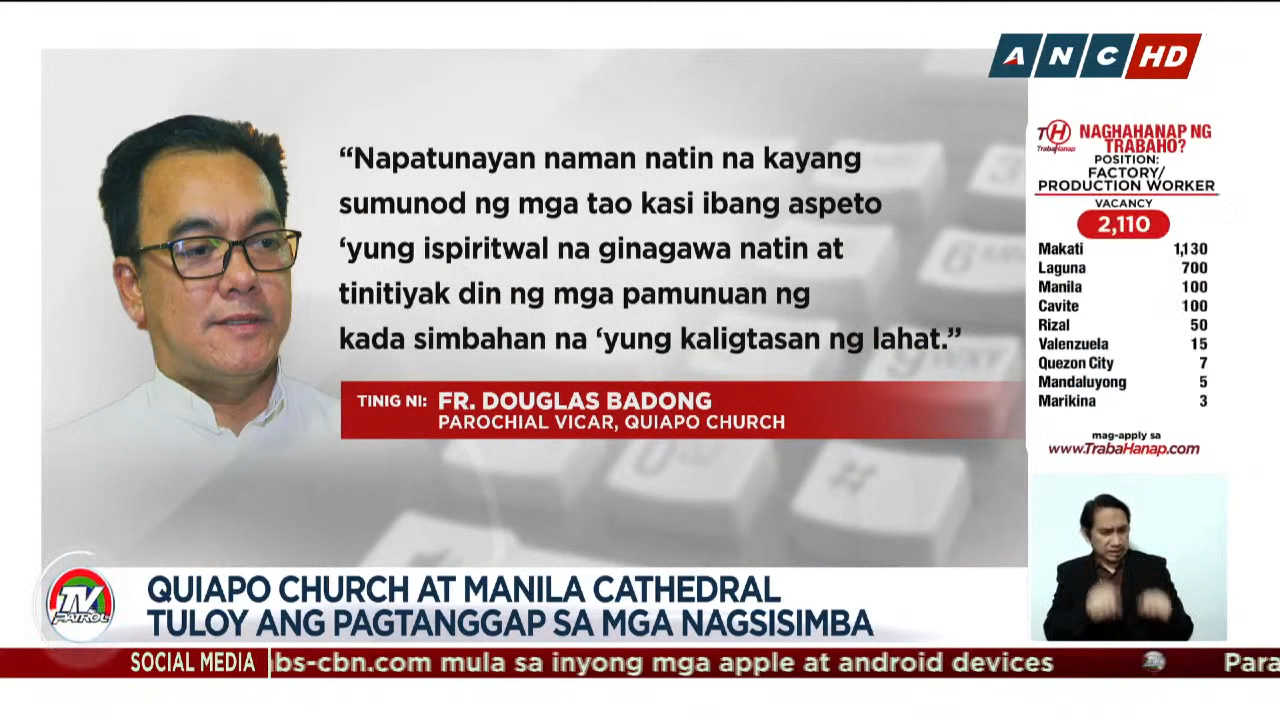 ANC HD
“Napatunayan naman natin na kayang
sumunod ng mga tao kasi ibang aspeto
‘yung ispiritwal na ginagawa natin at
tinitiyak din ng mga pamunuan ng
kada simbahan na ‘yung kaligtasan ng lahat.”
TINIG NI: FR. DOUGLAS BADONG
PAROCHIAL VICAR, QUIAPO CHURCH
TH TrabaHanap
NAGHAHANAP NG
TRABAHO?
POSITION:
FACTORY/
PRODUCTION WORKER
VACANCY
2,110
Makati 1,130
Laguna 700
Manila 100
Cavite 100
Rizal 50
Valenzuela 15
Quezon City 7
Mandaluyong 5
Marikina 3
mag-apply sa
www.TrabaHanap.com
TV PATROL
QUIAPO CHURCH AT MANILA CATHEDRAL
TULOY ANG PAGTANGGAP SA MGA NAGSISIMBA
SOCIAL MEDIA bs-cbn.com mula sa inyong mga apple at android devices Para